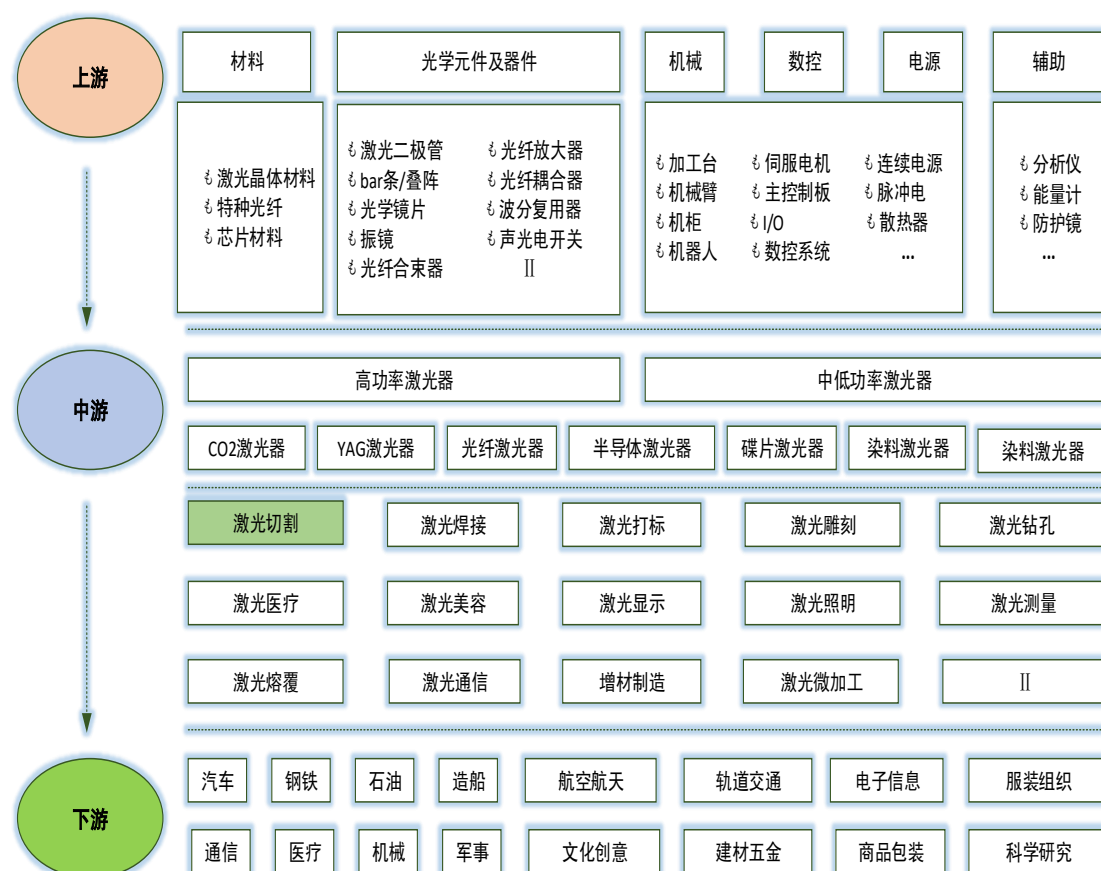 上游
材料
光学元件及器件
机械
数控
电源
辅助
激光晶体材料
特种光纤
芯片材料
激光二极管
bar条/叠阵
光学镜片
振镜
光纤合束器
光纤放大器
光纤耦合器
波分复用器
声光电开关
II
加工台
机械臂
机柜
机器人
伺服电机
主控制板
I/O
数控系统
连续电源
脉冲电
散热器
...
分析仪
能量计
防护镜
...
中游
高功率激光器
中低功率激光器
CO2激光器
YAG激光器
光纤激光器
半导体激光器
碟片激光器
染料激光器
染料激光器
激光切割
激光焊接
激光打标
激光雕刻
激光钻孔
激光医疗
激光美容
激光显示
激光照明
激光测量
激光熔覆
激光通信
增材制造
激光微加工
II
下游
汽车
钢铁
石油
造船
航空航天
轨道交通
电子信息
服装组织
通信
医疗
机械
军事
文化创意
建材五金
商品包装
科学研究